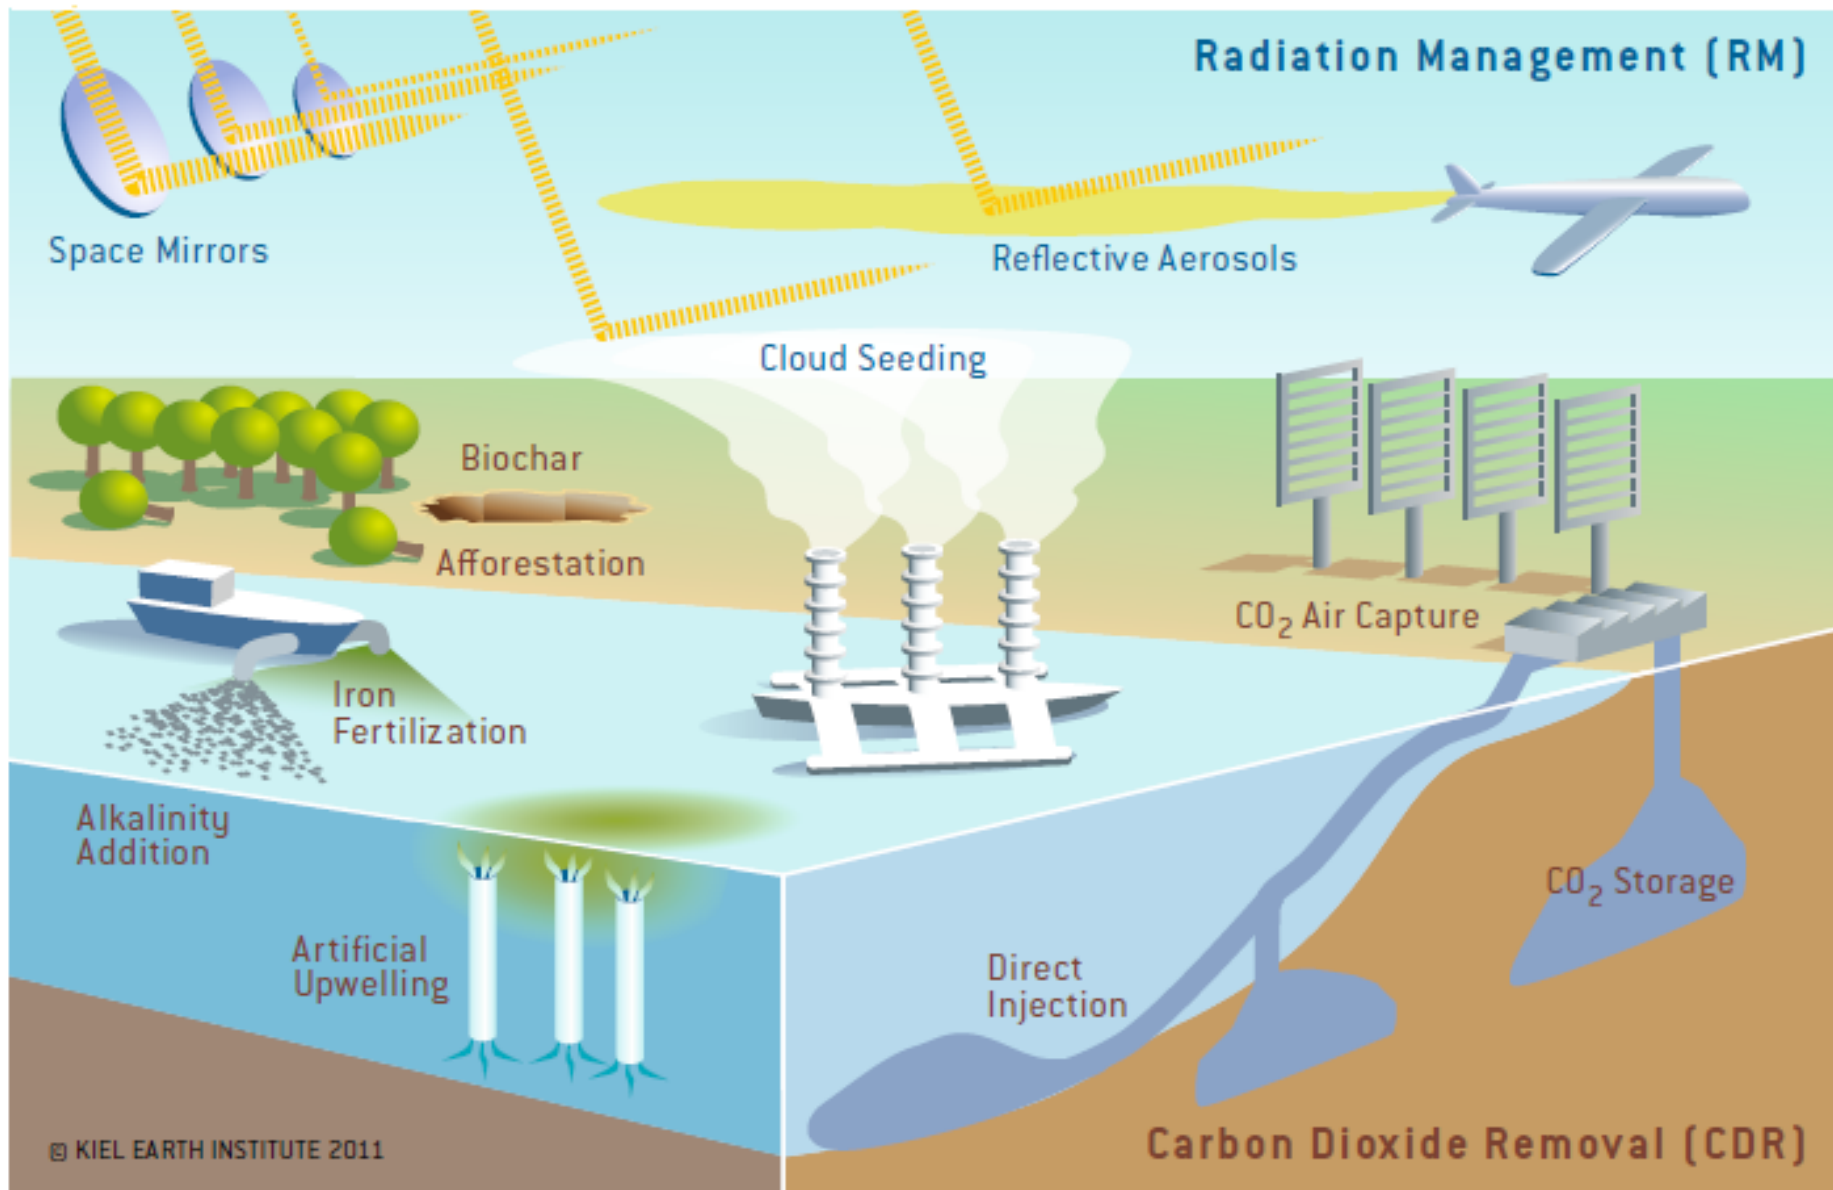 Radiation Management (RM)
Space Mirrors
Reflective Aerosols
Cloud Seeding
Biochar
Afforestation
CO₂ Air Capture
Iron
Fertilization
Alkalinity
Addition
CO₂ Storage
Artificial
Upwelling
Direct
Injection
© KIEL EARTH INSTITUTE 2011
Carbon Dioxide Removal (CDR)